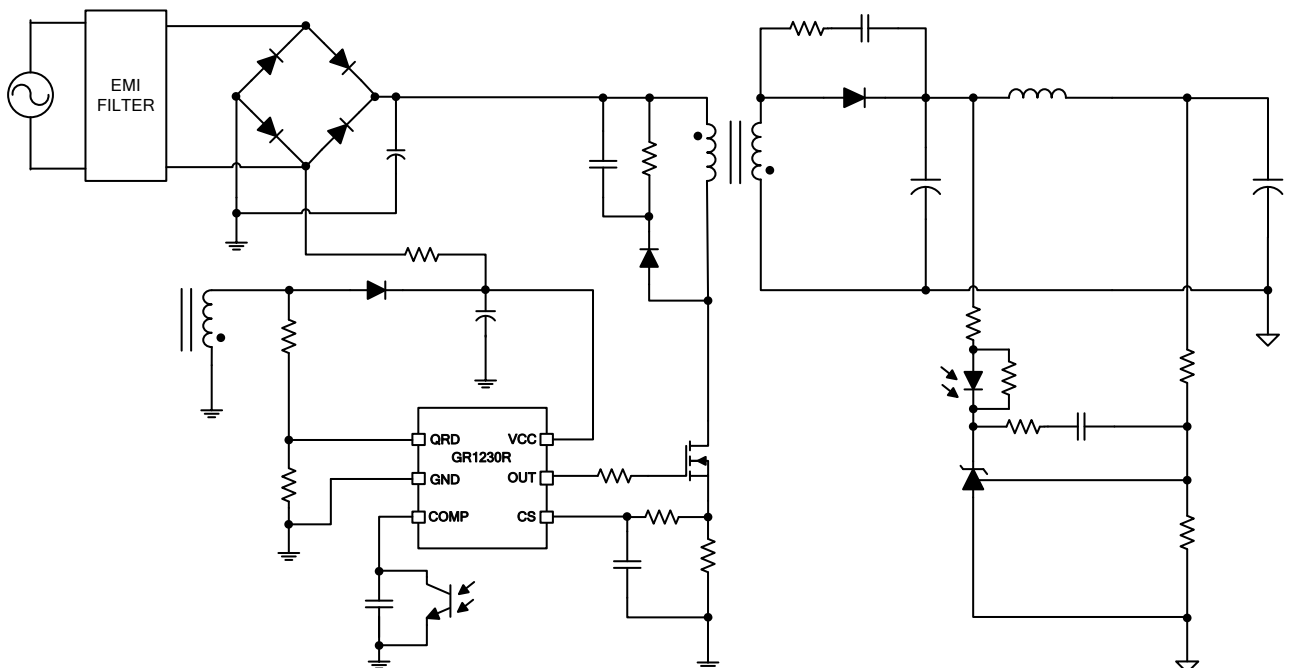 EMI
FILTER
QRD
VCC
GR1230R
GND
OUT
COMP
CS